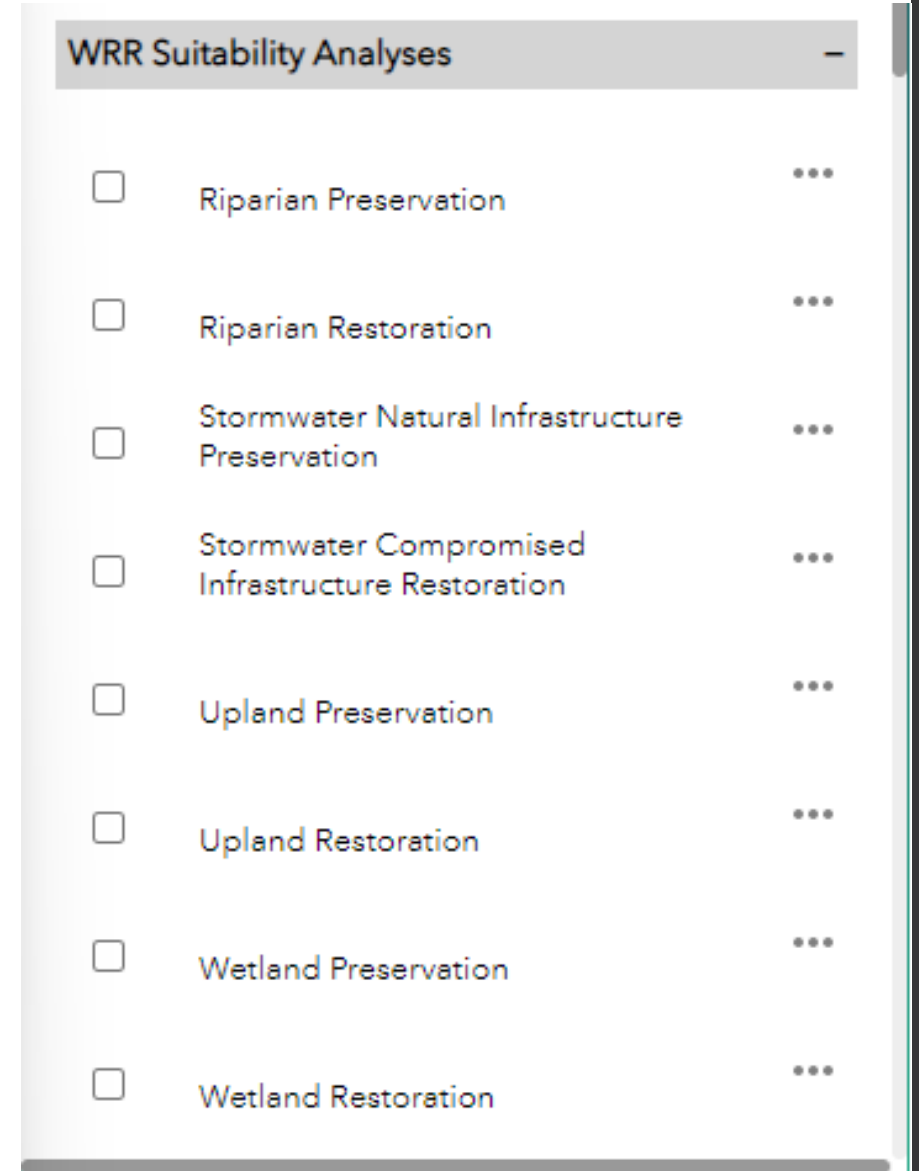 WRR Suitability Analyses –
Riparian Preservation
Riparian Restoration
Stormwater Natural Infrastructure
Preservation
Stormwater Compromised
Infrastructure Restoration
Upland Preservation
Upland Restoration
Wetland Preservation
Wetland Restoration